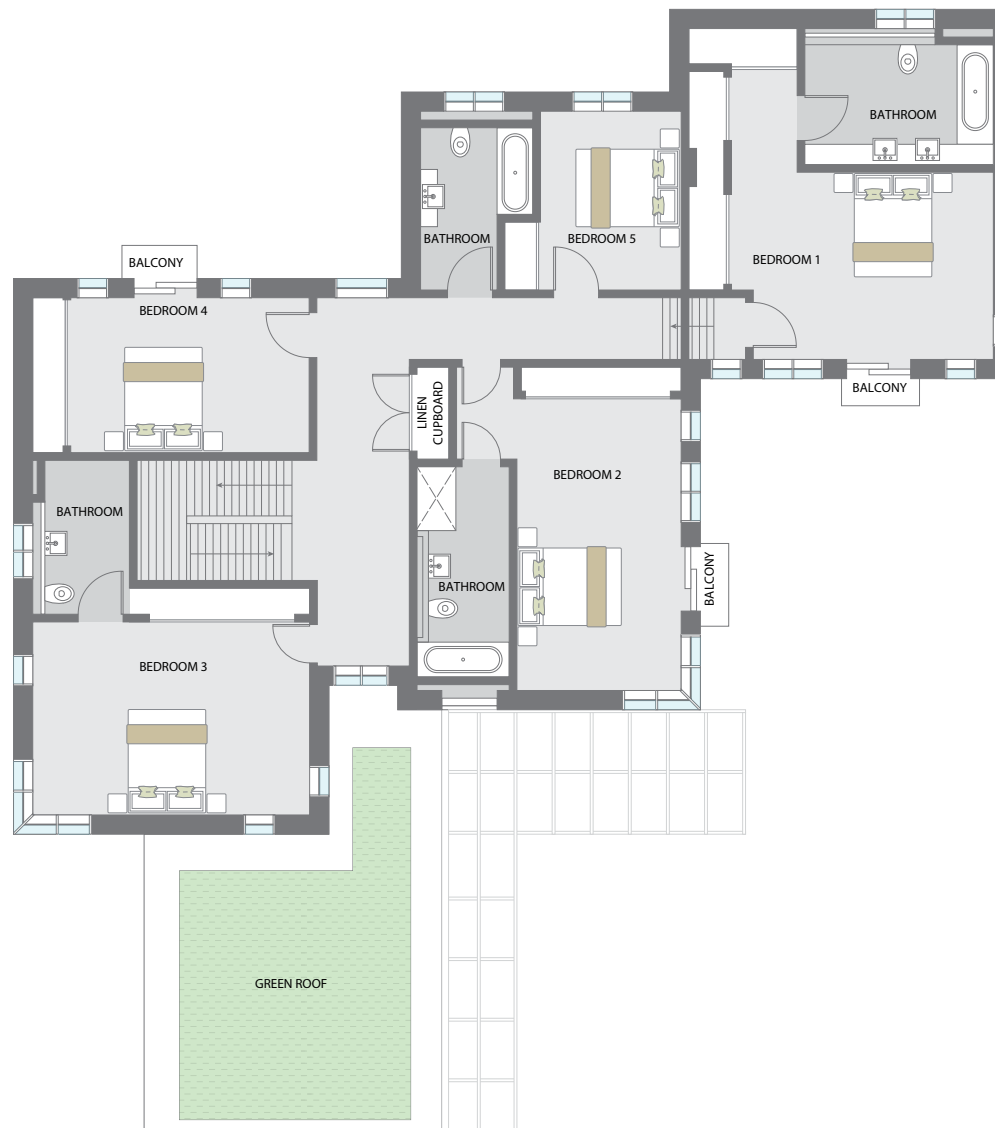 BATHROOM
BATHROOM
BEDROOM 5
BEDROOM 1
BALCONY
BEDROOM 4
BALCONY
LINEN
CUPBOARD
BEDROOM 2
BATHROOM
BALCONY
BATHROOM
BEDROOM 3
GREEN ROOF